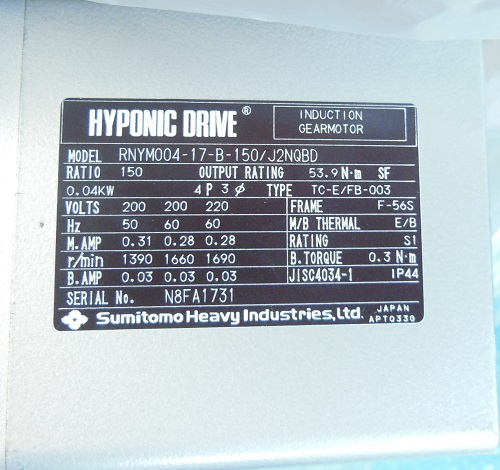 HYPONIC DRIVE®
INDUCTION
GEARMOTOR
MODEL RNYM004-17-B-150/J2NQBD
RATIO 150 OUTPUT RATING 53.9 N·m SF
0.04KW 4 P 3 ϕ TYPE TC-E/FB-003
VOLTS 200 200 220 FRAME F-56S
Hz 50 60 60 M/B THERMAL E/B
M.AMP 0.31 0.28 0.28 RATING S1
r/min 1390 1660 1690 B.TORQUE 0.3 N·m
B.AMP 0.03 0.03 0.03 JISC4034-1 IP44
SERIAL No. N8FA1731
Sumitomo Heavy Industries, Ltd. JAPAN
APT0330